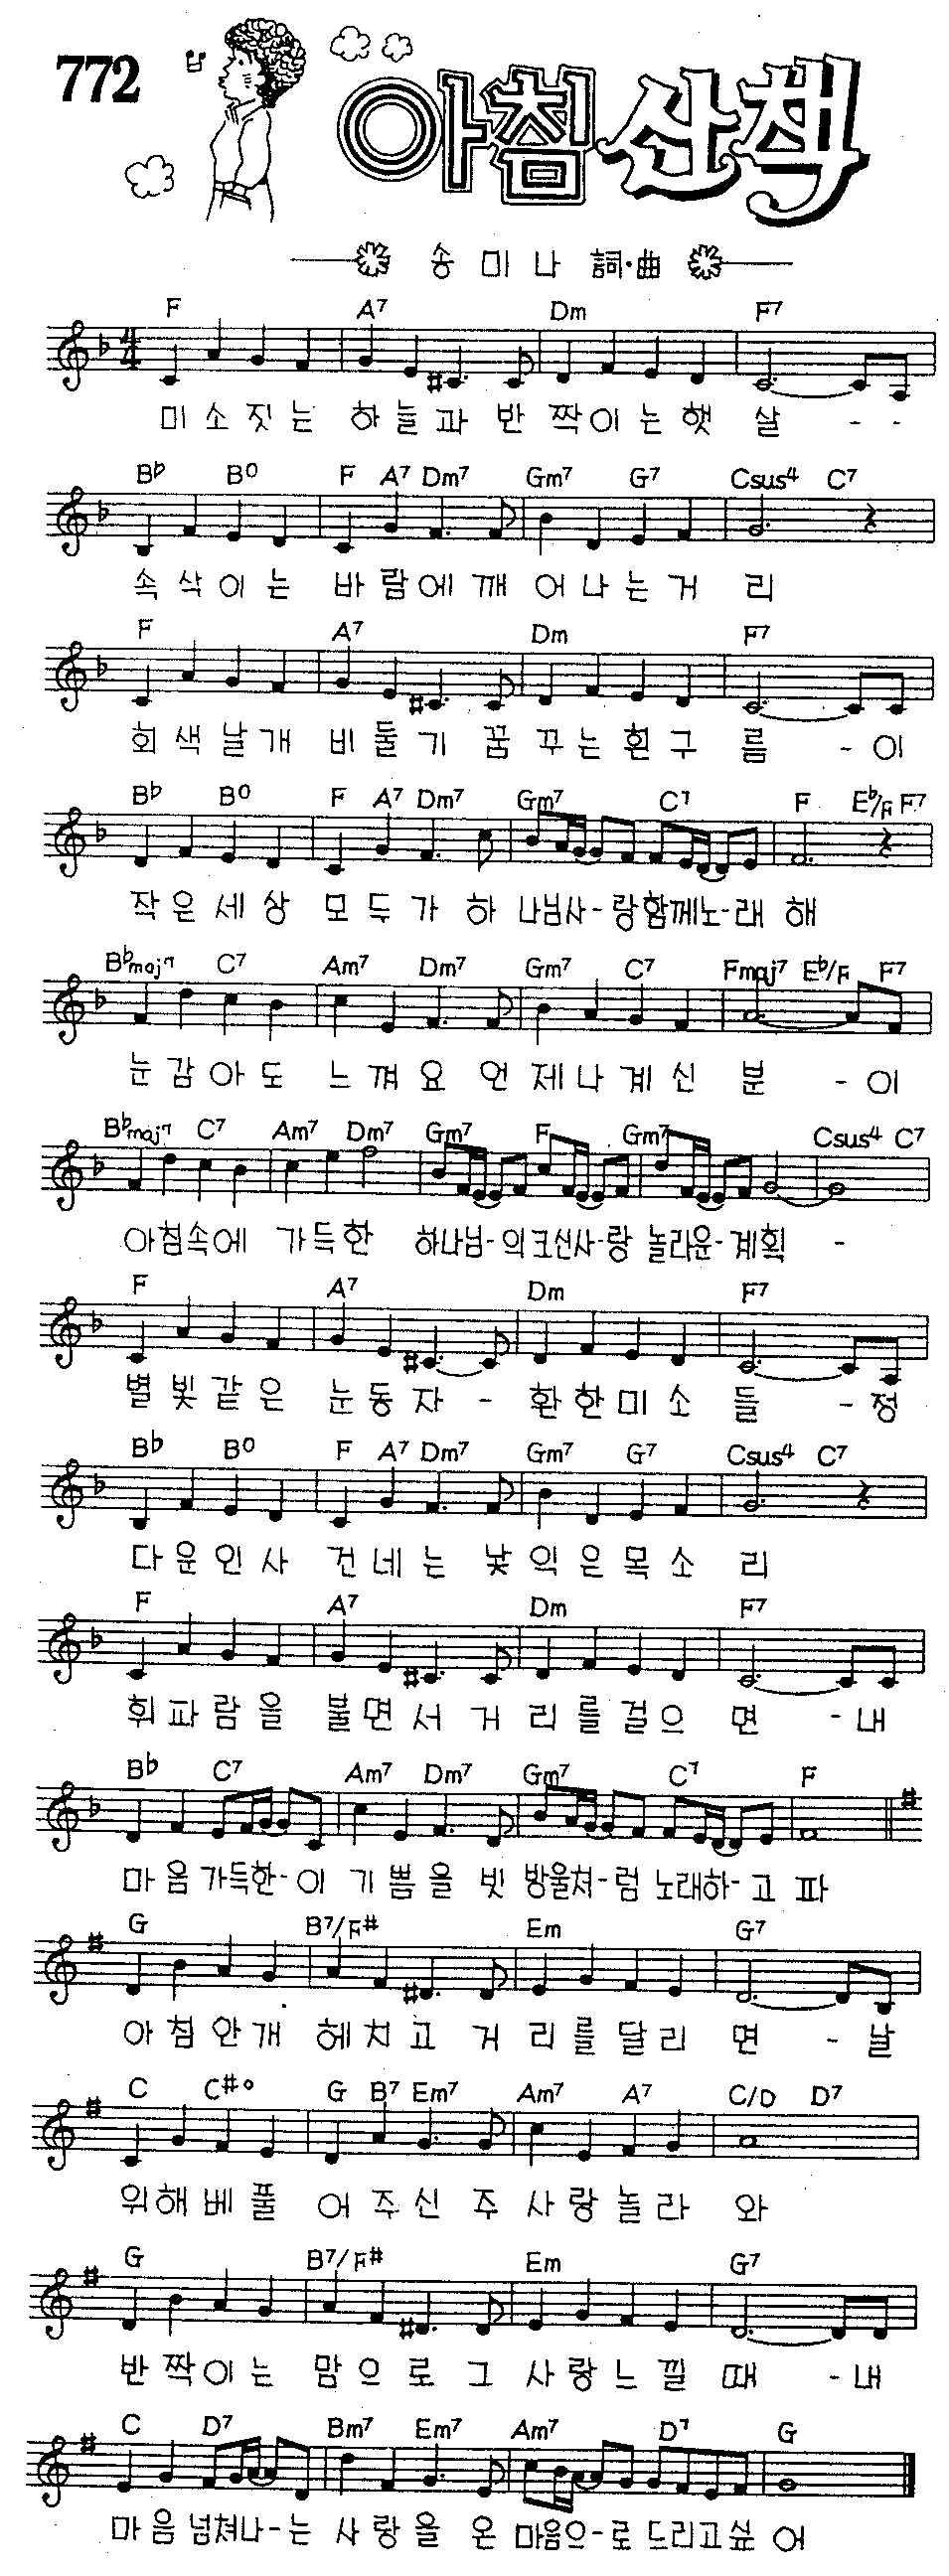 772
아침 산책
송 미 나 詞·曲
F A7 Dm F7
미 소 짓 는 하 늘 과 반 짝 이 는 햇 살 - -
B♭ B° F A7 Dm7 Gm7 G7 Csus4 C7
속 삭 이 는 바 람 에 깨 어 나 는 거 리
F A7 Dm F7
회 색 날 개 비 둘 기 꿈 꾸 는 흰 구 름 - 이
B♭ B° F A7 Dm7 Gm7 C7 F E♭/F F7
작 은 세 상 모 두 가 하 나님사-랑함께노-래 해
B♭maj7 C7 Am7 Dm7 Gm7 C7 Fmaj7 E♭/F F7
눈 감 아 도 느 껴 요 언 제 나 계 신 분 - 이
B♭maj7 C7 Am7 Dm7 Gm7 F Gm7 Csus4 C7
아침속에 가득한 하나님-의크신사-랑 놀라운-계획 -
F A7 Dm F7
별 빛 같 은 눈 동 자 - 환 한 미 소 들 - 정
B♭ B° F A7 Dm7 Gm7 G7 Csus4 C7
다 운 인 사 건 네 는 낯 익 은 목 소 리
F A7 Dm F7
휘 파 람 을 불 면 서 거 리 를 걸 으 면 - 내
B♭ C7 Am7 Dm7 Gm7 C7 F
마 음 가득한-이 기 쁨 을 빗 방울쳐-럼 노래하-고 파
G B7/F# Em G7
아 침 안 개 헤 치 고 거 리 를 달 리 면 - 날
C C#° G B7 Em7 Am7 A7 C/D D7
위 해 베 풀 어 주 신 주 사 랑 놀 라 와
G B7/F# Em G7
반 짝 이 는 맘 으 로 그 사 랑 느 낄 때 - 내
C D7 Bm7 Em7 Am7 D7 G
마 음 넘쳐나-는 사 랑 을 온 마음으-로 드리고싶 어